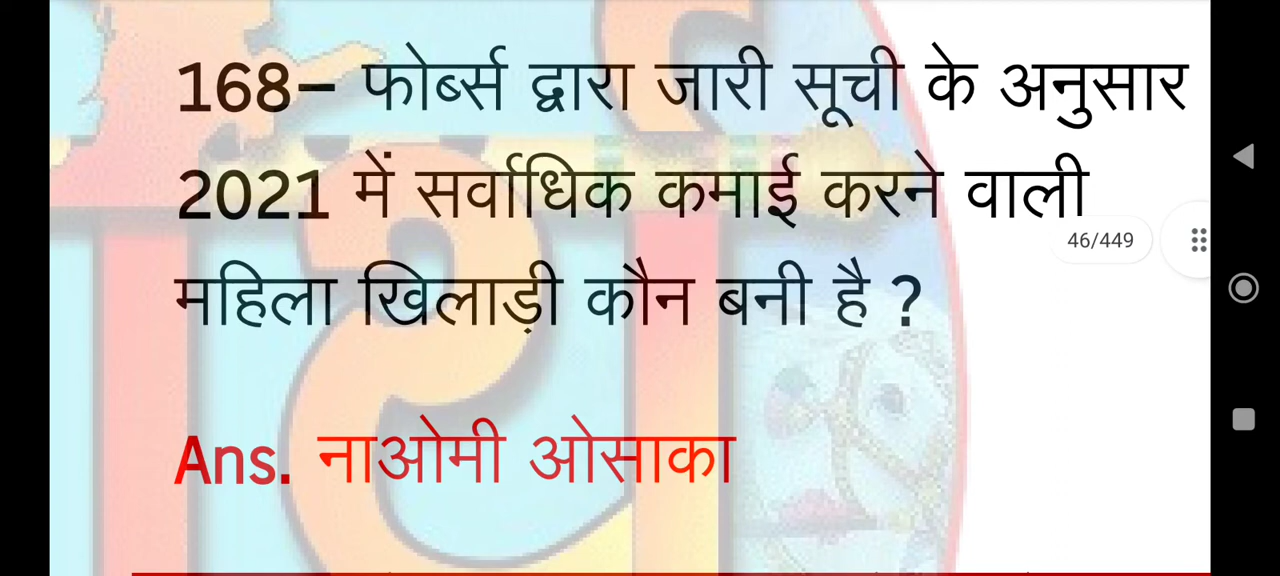 168– फोर्ब्स द्वारा जारी सूची के अनुसार
2021 में सर्वाधिक कमाई करने वाली
46/449
महिला खिलाड़ी कौन बनी है ?
Ans. नाओमी ओसाका